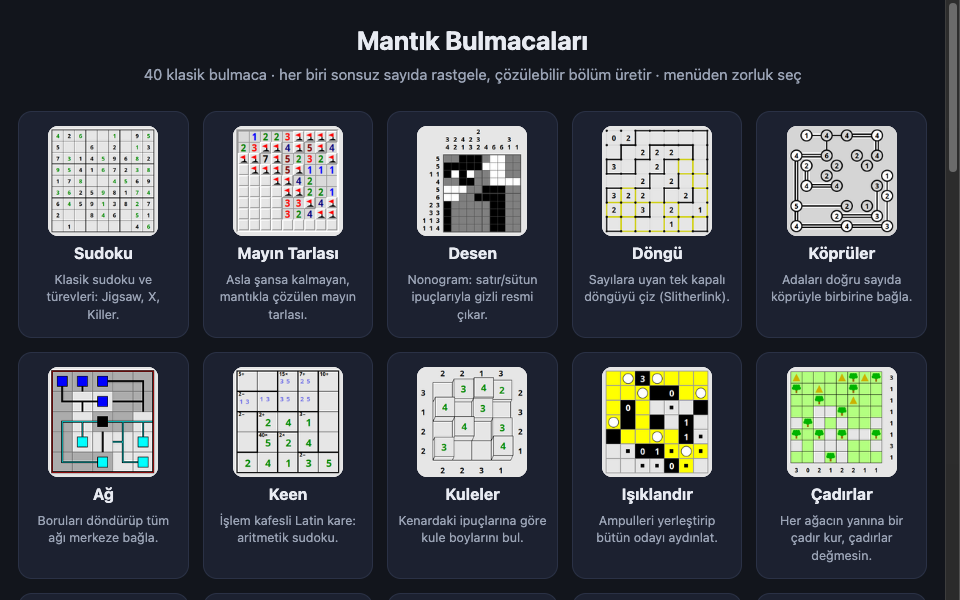 Mantık Bulmacaları
40 klasik bulmaca · her biri sonsuz sayıda rastgele, çözülebilir bölüm üretir · menüden zorluk seç
Sudoku
Klasik sudoku ve
türevleri: Jigsaw, X,
Killer.
Mayın Tarlası
Asla şansa kalmayan,
mantıkla çözülen mayın
tarlası.
Desen
Nonogram: satır/sütun
ipuçlarıyla gizli resmi
çıkar.
Döngü
Sayılara uyan tek kapalı
döngüyü çiz (Slitherlink).
Köprüler
Adaları doğru sayıda
köprüyle birbirine bağla.
Ağ
Boruları döndürüp tüm
ağı merkeze bağla.
Keen
İşlem kafesli Latin kare:
aritmetik sudoku.
Kuleler
Kenardaki ipuçlarına göre
kule boylarını bul.
Işıklandır
Ampulleri yerleştirip
bütün odayı aydınlat.
Çadırlar
Her ağacın yanına bir
çadır kur, çadırlar
değmesin.